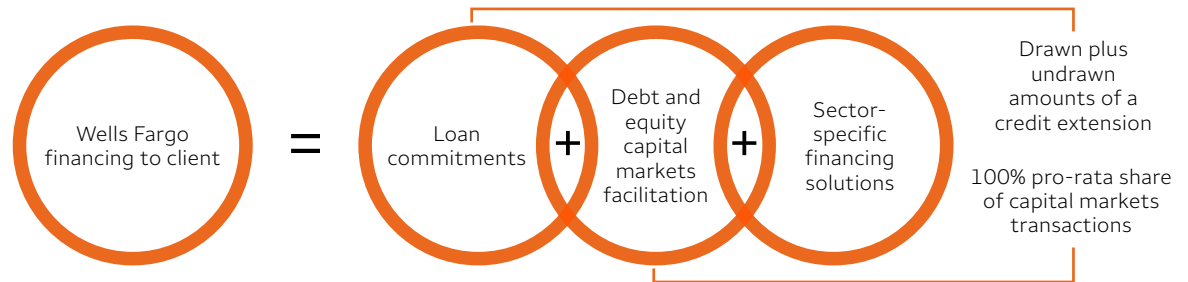 Wells Fargo
financing to client
=
Loan
commitments
+
Debt and
equity
capital
markets
facilitation
+
Sector-
specific
financing
solutions
Drawn plus
undrawn
amounts of a
credit extension
100% pro-rata share
of capital markets
transactions